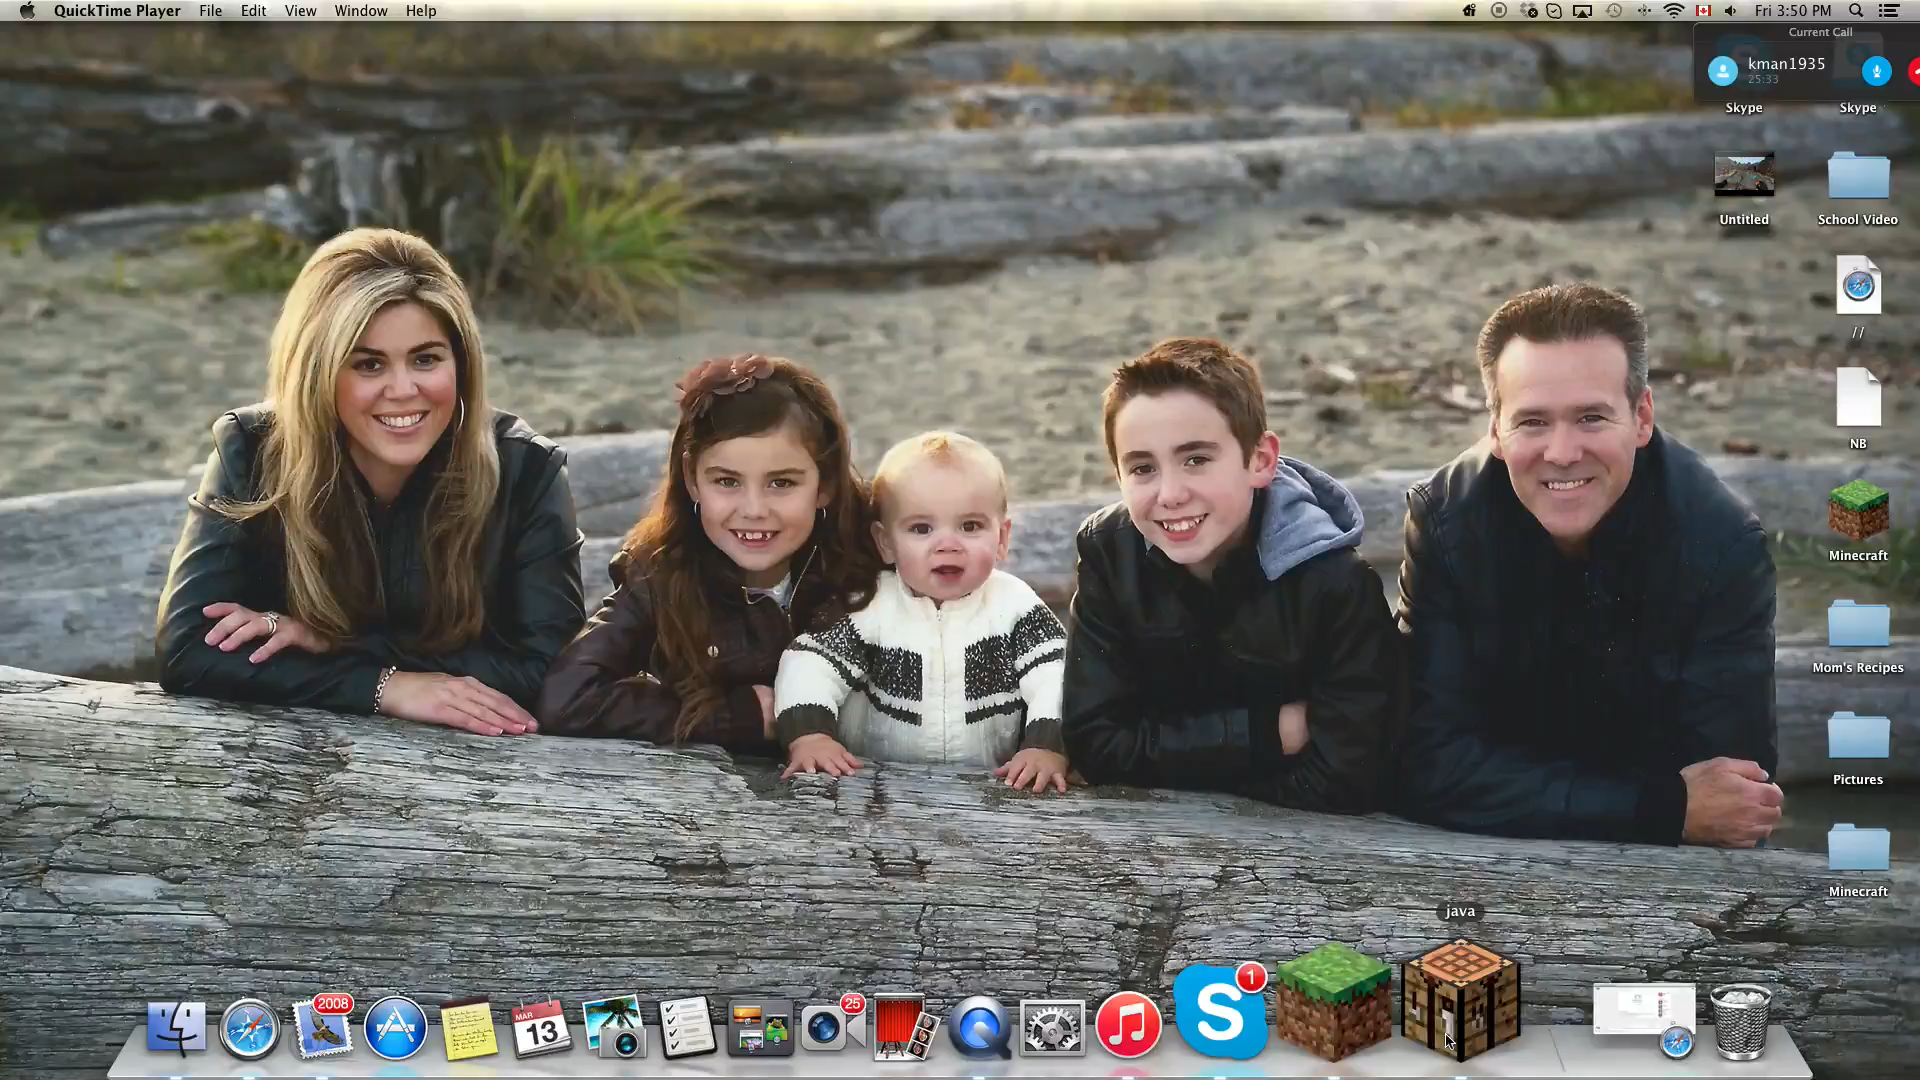 QuickTime Player File Edit View Window Help Fri 3:50 PM
Current Call
kman1935
25:33
Skype Skype
Untitled School Video
//
NB
Minecraft
Mom's Recipes
Pictures
Minecraft
java
2008
MAR
13
25
1